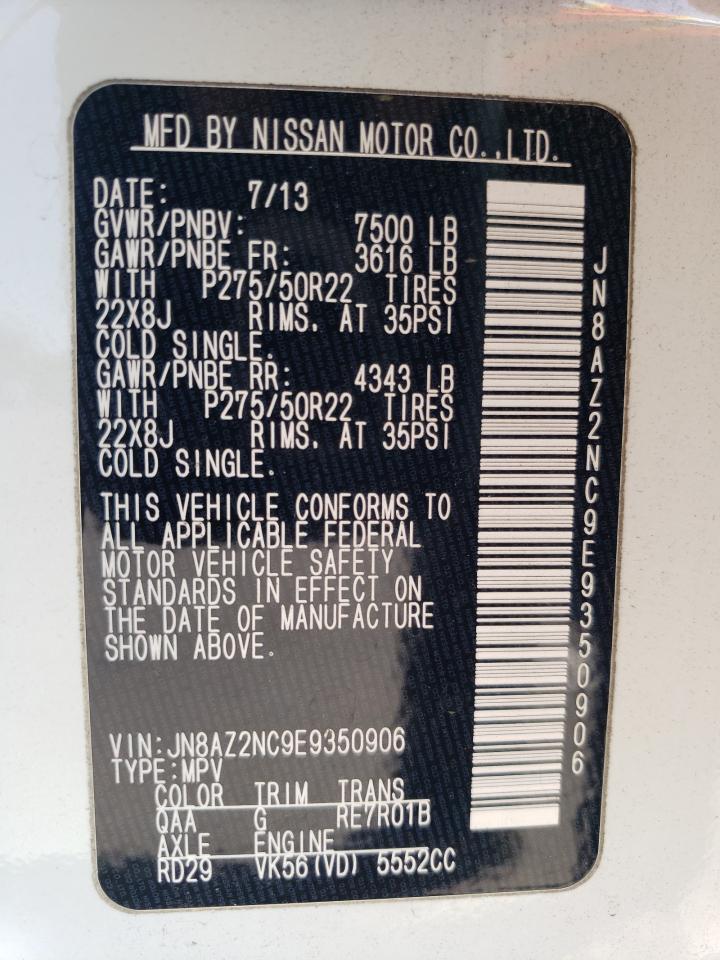 MFD BY NISSAN MOTOR CO.,LTD.
DATE: 7/13
GVWR/PNBV: 7500 LB
GAWR/PNBE FR: 3616 LB
WITH P275/50R22 TIRES
22X8J RIMS, AT 35PSI
COLD SINGLE.
GAWR/PNBE RR: 4343 LB
WITH P275/50R22 TIRES
22X8J RIMS, AT 35PSI
COLD SINGLE.
THIS VEHICLE CONFORMS TO
ALL APPLICABLE FEDERAL
MOTOR VEHICLE SAFETY
STANDARDS IN EFFECT ON
THE DATE OF MANUFACTURE
SHOWN ABOVE.
VIN:JN8AZ2NC9E9350906
TYPE:MPV
COLOR TRIM TRANS
QAA G RE7R01B
AXLE ENGINE
RD29 VK56(VD) 5552CC
JN8AZ2NC9E9350906